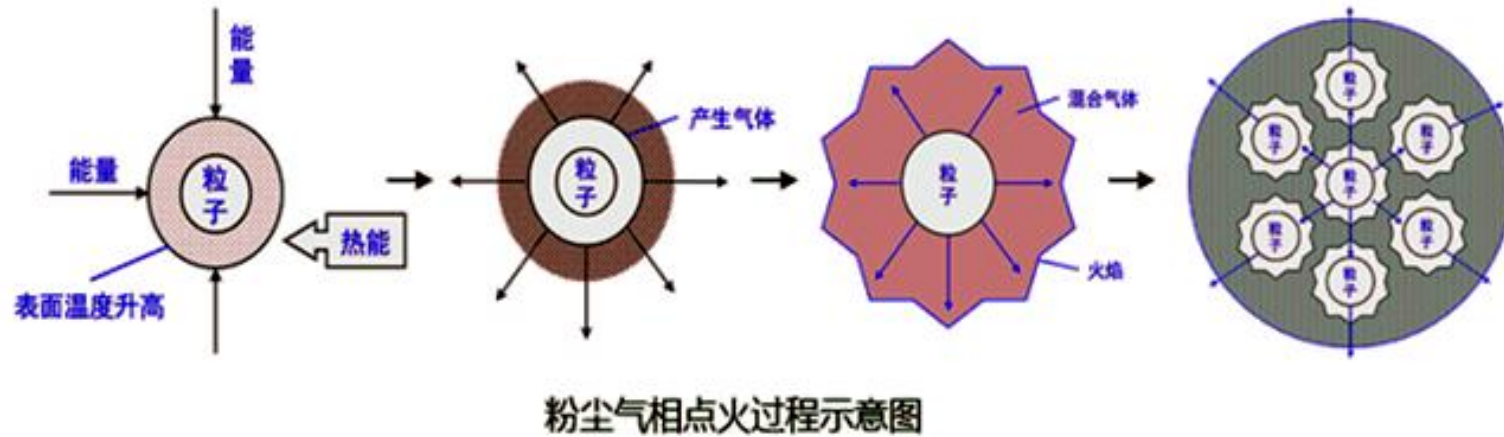 能量
能量
粒子
热能
表面温度升高
粒子
产生气体
粒子
混合气体
火焰
粒子
粒子
粒子
粒子
粒子
粒子
粒子
粉尘气相点火过程示意图